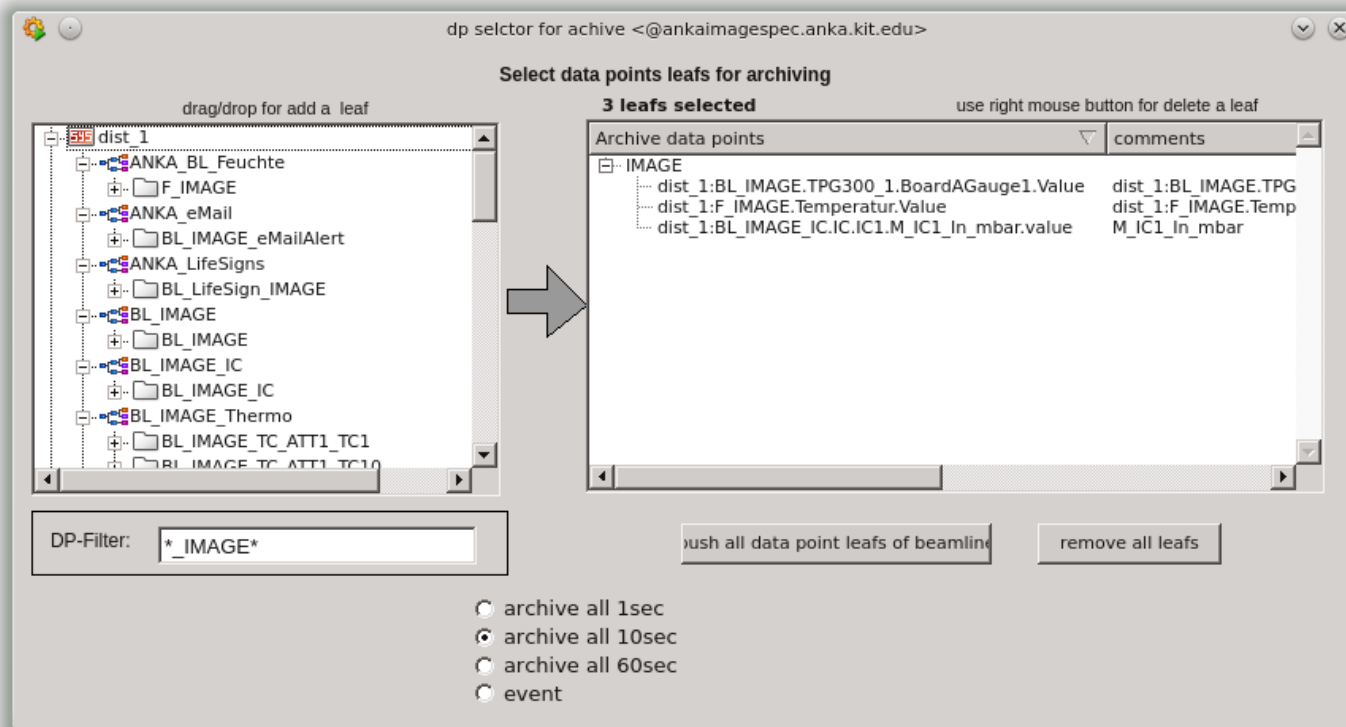 dp selctor for achive <@ankaimagespec.anka.kit.edu>
Select data points leafs for archiving
drag/drop for add a leaf
3 leafs selected
use right mouse button for delete a leaf
dist_1
ANKA_BL_Feuchte
F_IMAGE
ANKA_eMail
BL_IMAGE_eMailAlert
ANKA_LifeSigns
BL_LifeSign_IMAGE
BL_IMAGE
BL_IMAGE
BL_IMAGE_IC
BL_IMAGE_IC
BL_IMAGE_Thermo
BL_IMAGE_TC_ATT1_TC1
BL_IMAGE_TC_ATT1_TC10
Archive data points comments
IMAGE
dist_1:BL_IMAGE.TPG300_1.BoardAGauge1.Value dist_1:BL_IMAGE.TPG
dist_1:F_IMAGE.Temperatur.Value dist_1:F_IMAGE.Temp
dist_1:BL_IMAGE_IC.IC.IC1.M_IC1_In_mbar.value M_IC1_In_mbar
DP-Filter: *_IMAGE*
push all data point leafs of beamline
remove all leafs
archive all 1sec
archive all 10sec
archive all 60sec
event